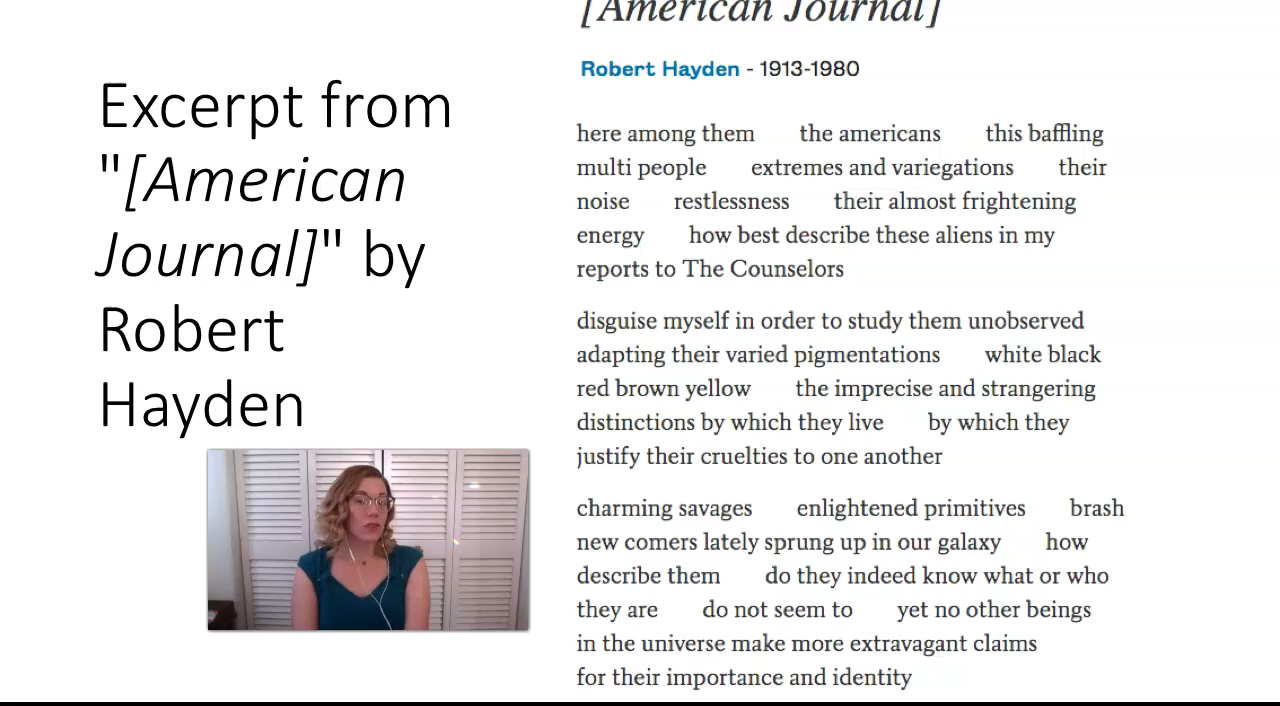 Excerpt from
"[American
Journal]" by
Robert
Hayden
[American Journal]
Robert Hayden - 1913-1980
here among them the americans this baffling
multi people extremes and variegations their
noise restlessness their almost frightening
energy how best describe these aliens in my
reports to The Counselors
disguise myself in order to study them unobserved
adapting their varied pigmentations white black
red brown yellow the imprecise and strangering
distinctions by which they live by which they
justify their cruelties to one another
charming savages enlightened primitives brash
new comers lately sprung up in our galaxy how
describe them do they indeed know what or who
they are do not seem to yet no other beings
in the universe make more extravagant claims
for their importance and identity